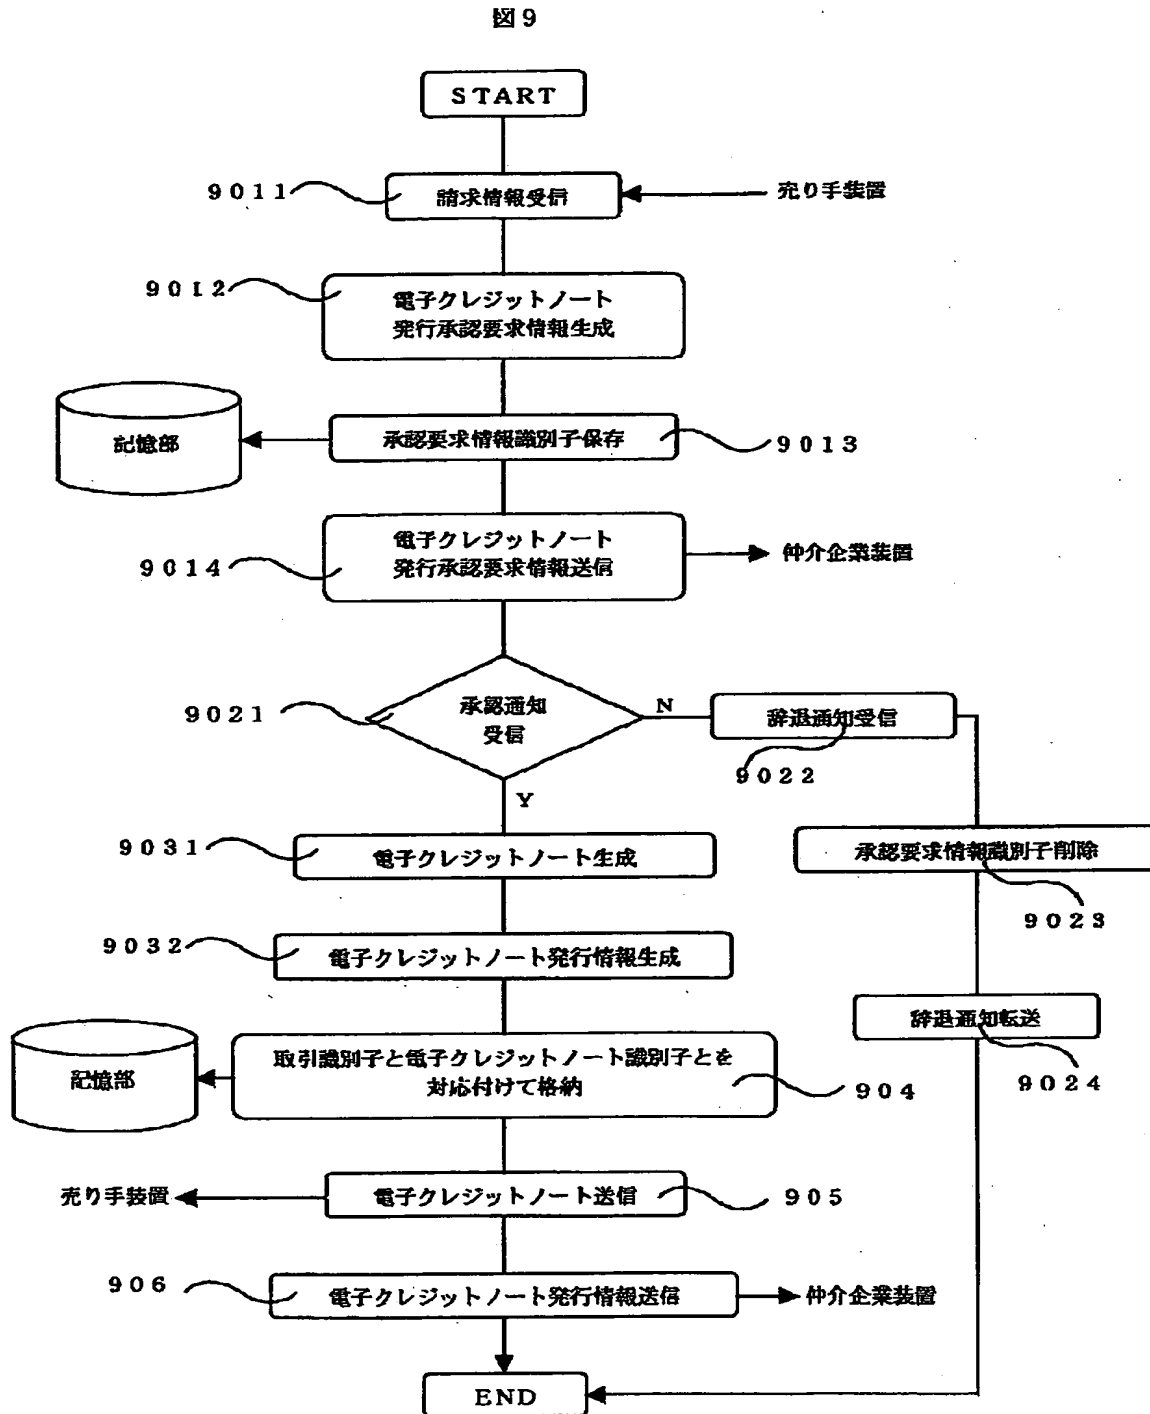 図9
START
9011
請求情報受信
売り手装置
9012
電子クレジットノート
発行承認要求情報生成
記憶部
承認要求情報識別子保存
9013
電子クレジットノート
発行承認要求情報送信
9014
仲介企業装置
承認通知
受信
9021
N
辞退通知受信
9022
Y
9031
電子クレジットノート生成
承認要求情報識別子削除
9023
9032
電子クレジットノート発行情報生成
辞退通知転送
9024
記憶部
取引識別子と電子クレジットノート識別子とを
対応付けて格納
904
売り手装置
電子クレジットノート送信
905
906
電子クレジットノート発行情報送信
仲介企業装置
END